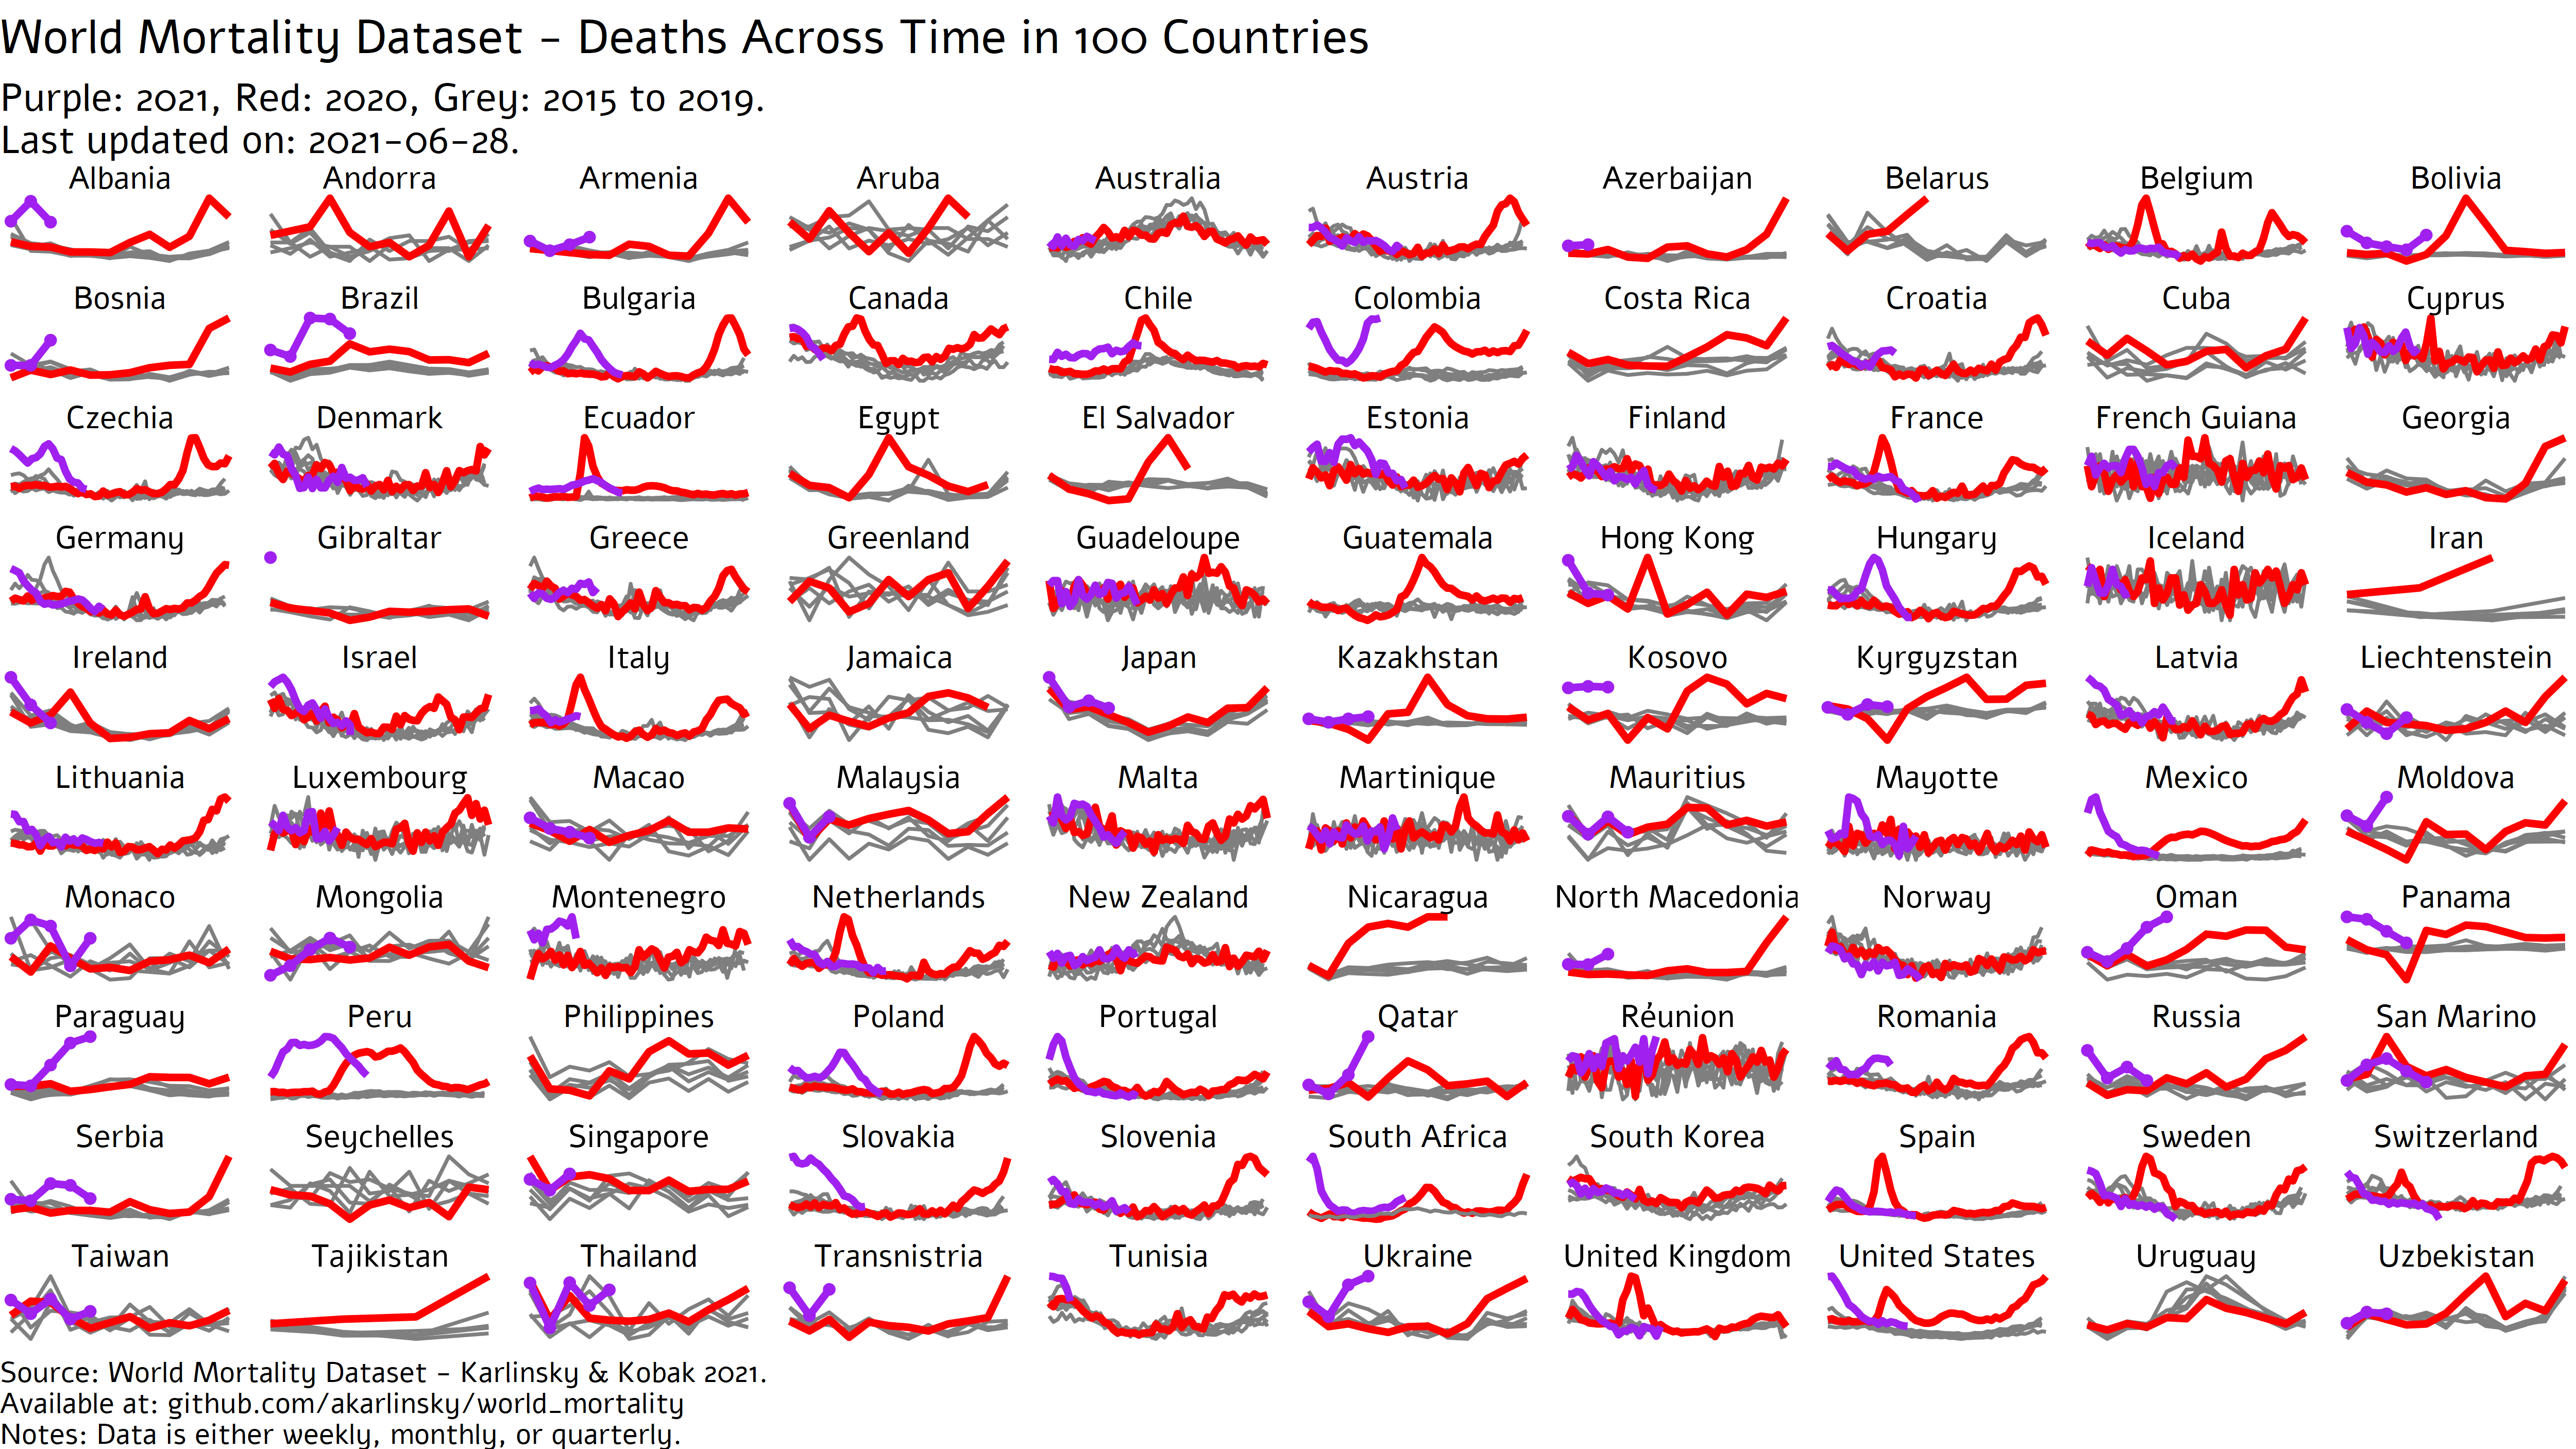 World Mortality Dataset - Deaths Across Time in 100 Countries
Purple: 2021, Red: 2020, Grey: 2015 to 2019.
Last updated on: 2021-06-28.
Albania Andorra Armenia Aruba Australia Austria Azerbaijan Belarus Belgium Bolivia
Bosnia Brazil Bulgaria Canada Chile Colombia Costa Rica Croatia Cuba Cyprus
Czechia Denmark Ecuador Egypt El Salvador Estonia Finland France French Guiana Georgia
Germany Gibraltar Greece Greenland Guadeloupe Guatemala Hong Kong Hungary Iceland Iran
Ireland Israel Italy Jamaica Japan Kazakhstan Kosovo Kyrgyzstan Latvia Liechtenstein
Lithuania Luxembourg Macao Malaysia Malta Martinique Mauritius Mayotte Mexico Moldova
Monaco Mongolia Montenegro Netherlands New Zealand Nicaragua North Macedonia Norway Oman Panama
Paraguay Peru Philippines Poland Portugal Qatar Réunion Romania Russia San Marino
Serbia Seychelles Singapore Slovakia Slovenia South Africa South Korea Spain Sweden Switzerland
Taiwan Tajikistan Thailand Transnistria Tunisia Ukraine United Kingdom United States Uruguay Uzbekistan
Source: World Mortality Dataset - Karlinsky & Kobak 2021.
Available at: github.com/akarlinsky/world_mortality
Notes: Data is either weekly, monthly, or quarterly.